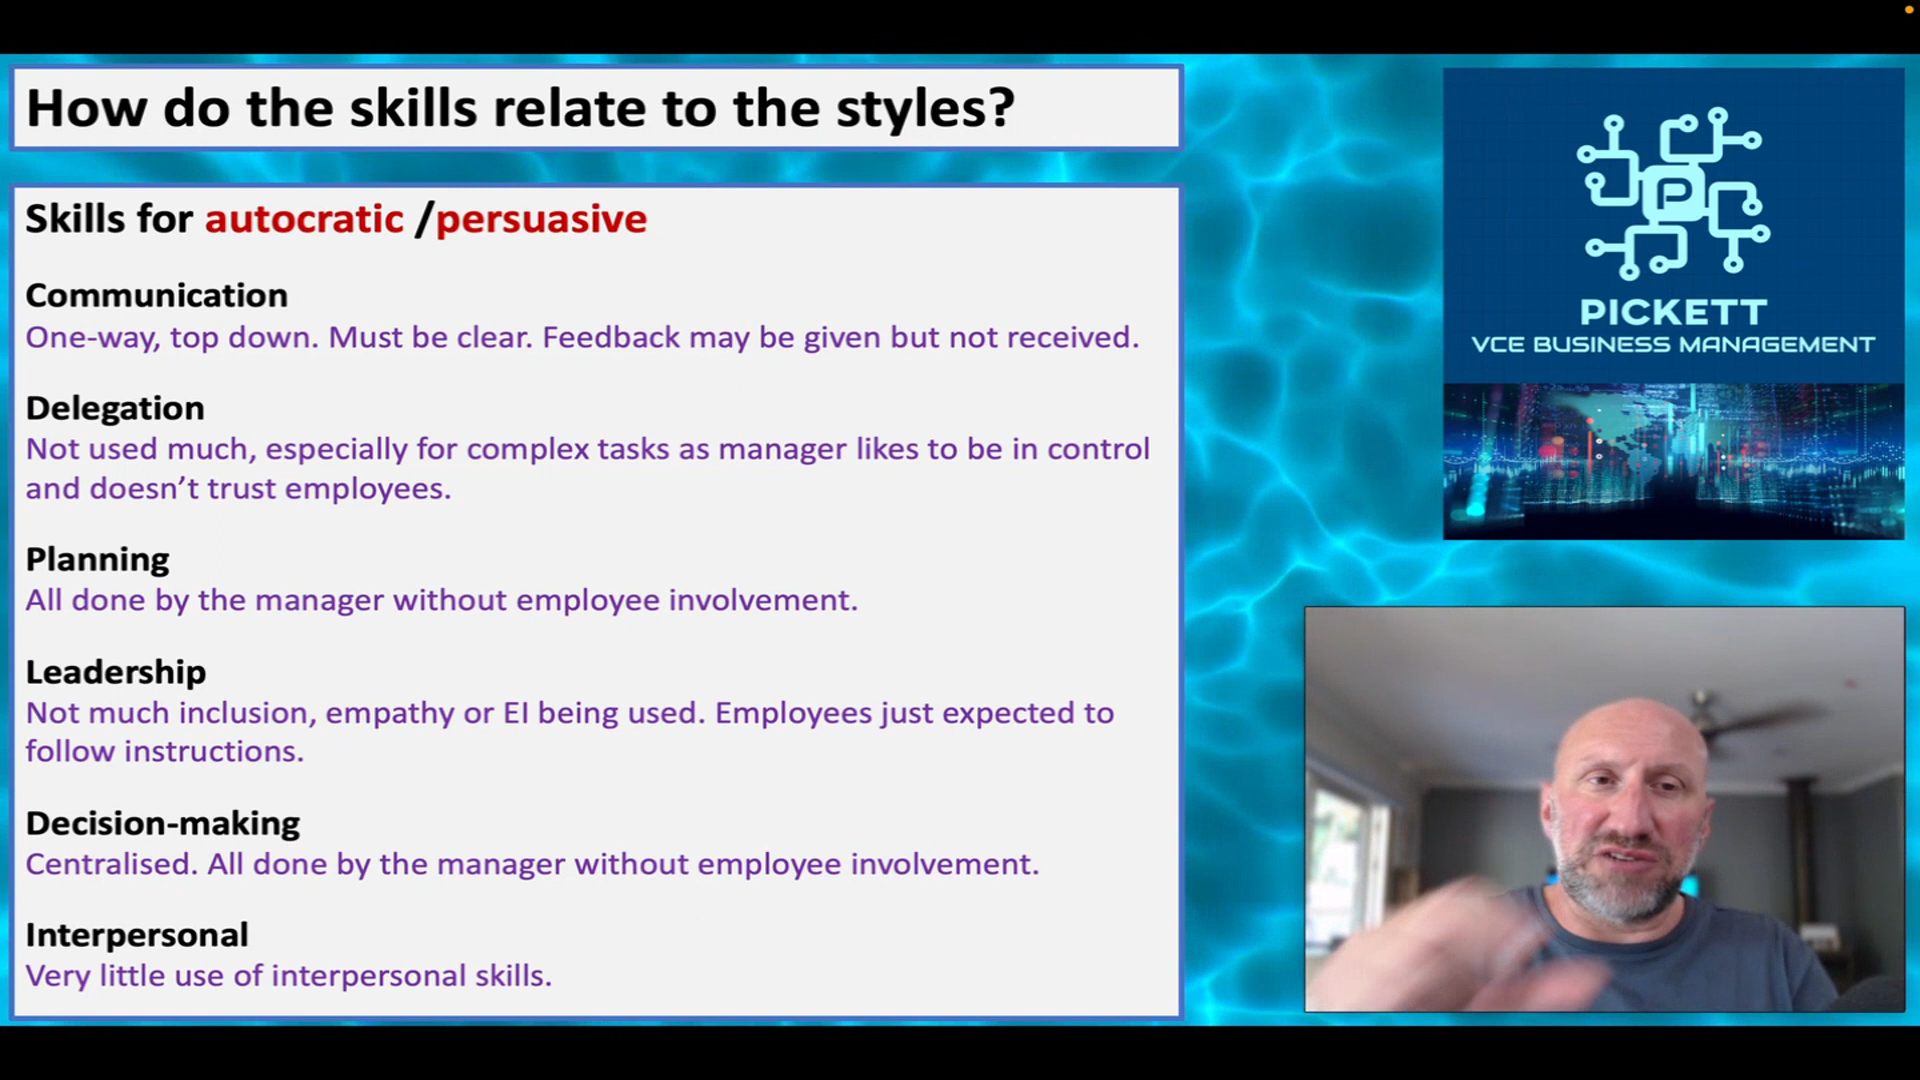 How do the skills relate to the styles?
Skills for autocratic /persuasive
Communication
One-way, top down. Must be clear. Feedback may be given but not received.
Delegation
Not used much, especially for complex tasks as manager likes to be in control
and doesn’t trust employees.
Planning
All done by the manager without employee involvement.
Leadership
Not much inclusion, empathy or EI being used. Employees just expected to
follow instructions.
Decision-making
Centralised. All done by the manager without employee involvement.
Interpersonal
Very little use of interpersonal skills.
P
PICKETT
VCE BUSINESS MANAGEMENT